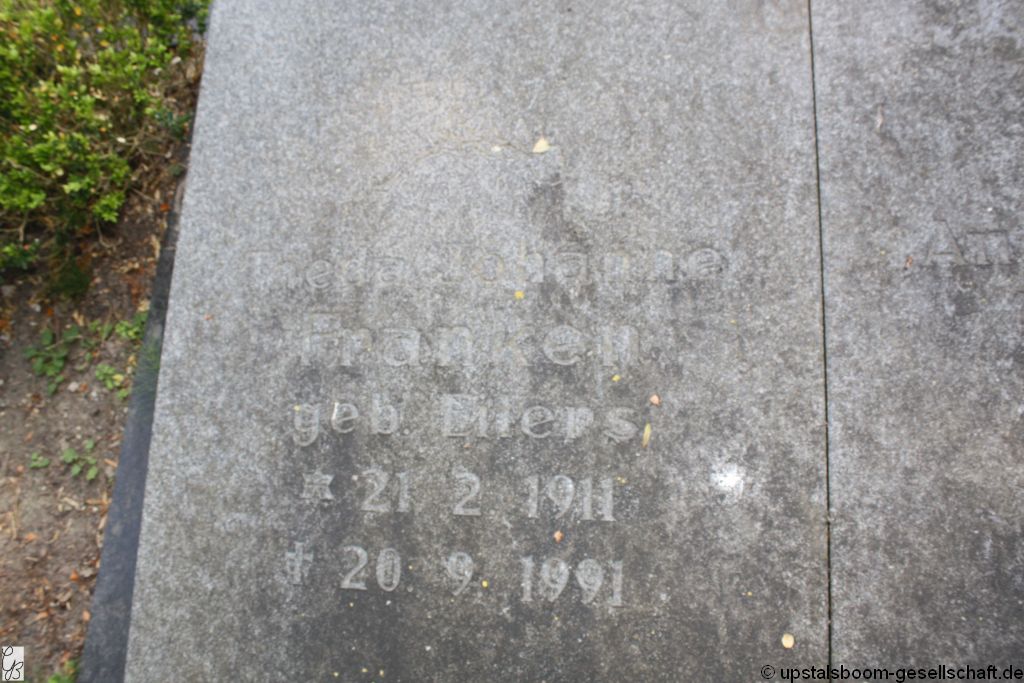 Theda Johanne
Franken
geb. Eilers
* 21 2 1911
† 20 9. 1991
© upstalsboom-gesellschaft.de